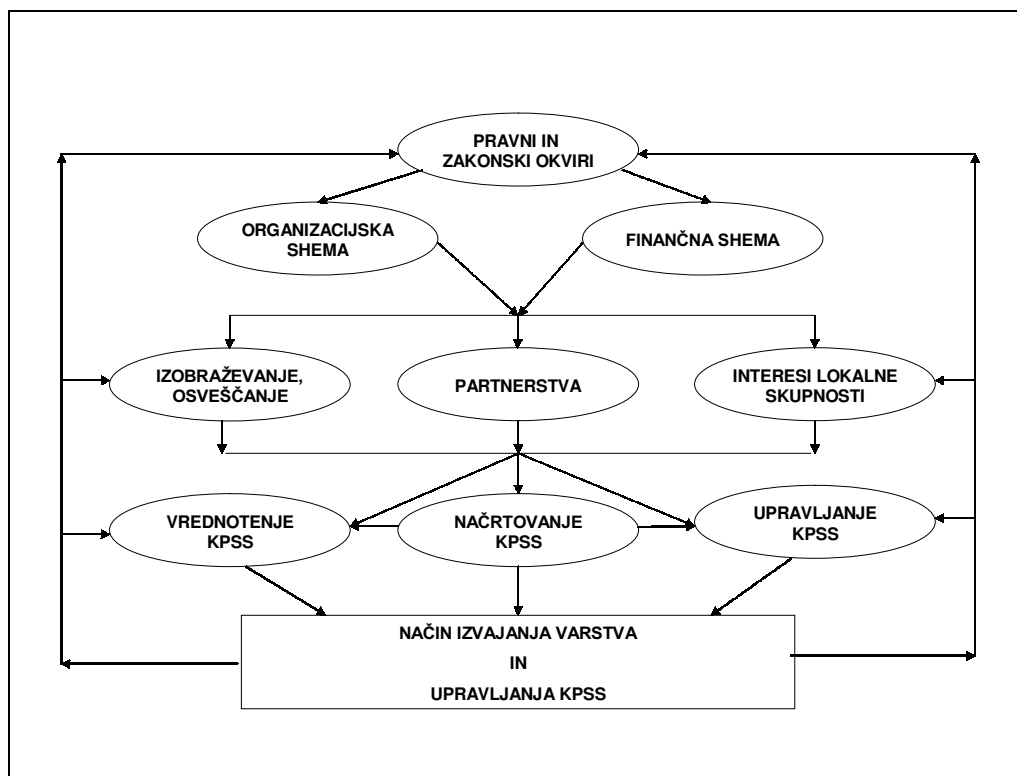 PRAVNI IN
ZAKONSKI OKVIRI
ORGANIZACIJSKA
SHEMA
FINANČNA SHEMA
IZOBRAŽEVANJE,
OSVEŠČANJE
PARTNERSTVA
INTERESI LOKALNE
SKUPNOSTI
VREDNOTENJE
KPSS
NAČRTOVANJE
KPSS
UPRAVLJANJE
KPSS
NAČIN IZVAJANJA VARSTVA
IN
UPRAVLJANJA KPSS